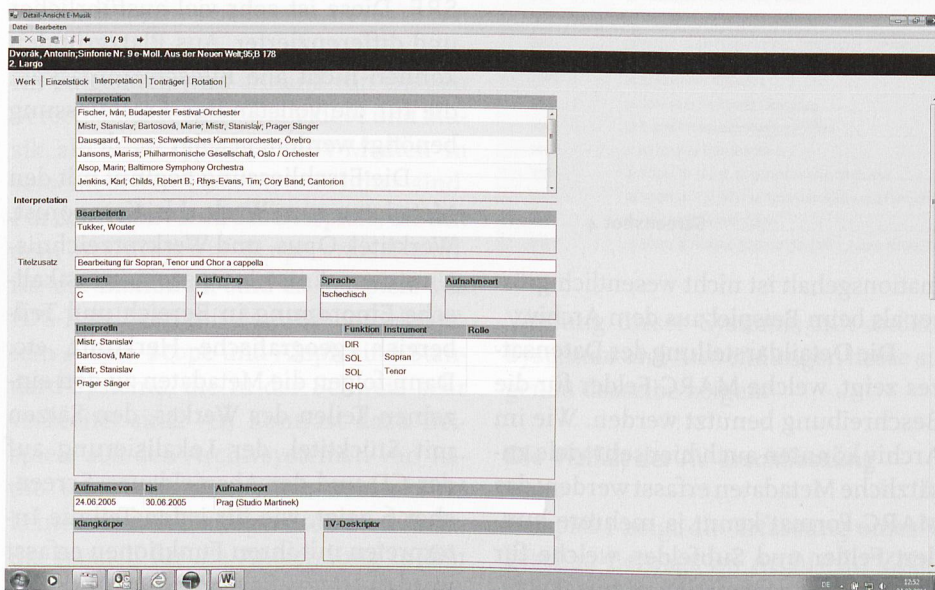 Detail-Ansicht E-Musik
Datei Bearbeiten
9 / 9
Dvorák, Antonín;Sinfonie Nr. 9 e-Moll. Aus der Neuen Welt;95;B 178
2. Largo
Werk Einzelstück Interpretation Tonträger Rotation
Interpretation
Fischer, Iván; Budapester Festival-Orchester
Mistr, Stanislav; Bartosová, Marie; Mistr, Stanislav; Prager Sänger
Dausgaard, Thomas; Schwedisches Kammerorchester, Örebro
Jansons, Mariss; Philharmonische Gesellschaft, Oslo / Orchester
Alsop, Marin; Baltimore Symphony Orchestra
Jenkins, Karl; Childs, Robert B.; Rhys-Evans, Tim; Cory Band; Cantorion
Interpretation
BearbeiterIn
Tukker, Wouter
Titelzusatz Bearbeitung für Sopran, Tenor und Chor a cappella
Bereich Ausführung Sprache Aufnahmeart
C V tschechisch
InterpretIn Funktion Instrument Rolle
Mistr, Stanislav DIR
Bartosová, Marie SOL Sopran
Mistr, Stanislav SOL Tenor
Prager Sänger CHO
Aufnahme von bis Aufnahmeort
24.06.2005 30.06.2005 Prag (Studio Martinek)
Klangkörper TV-Deskriptor
DE 12:52